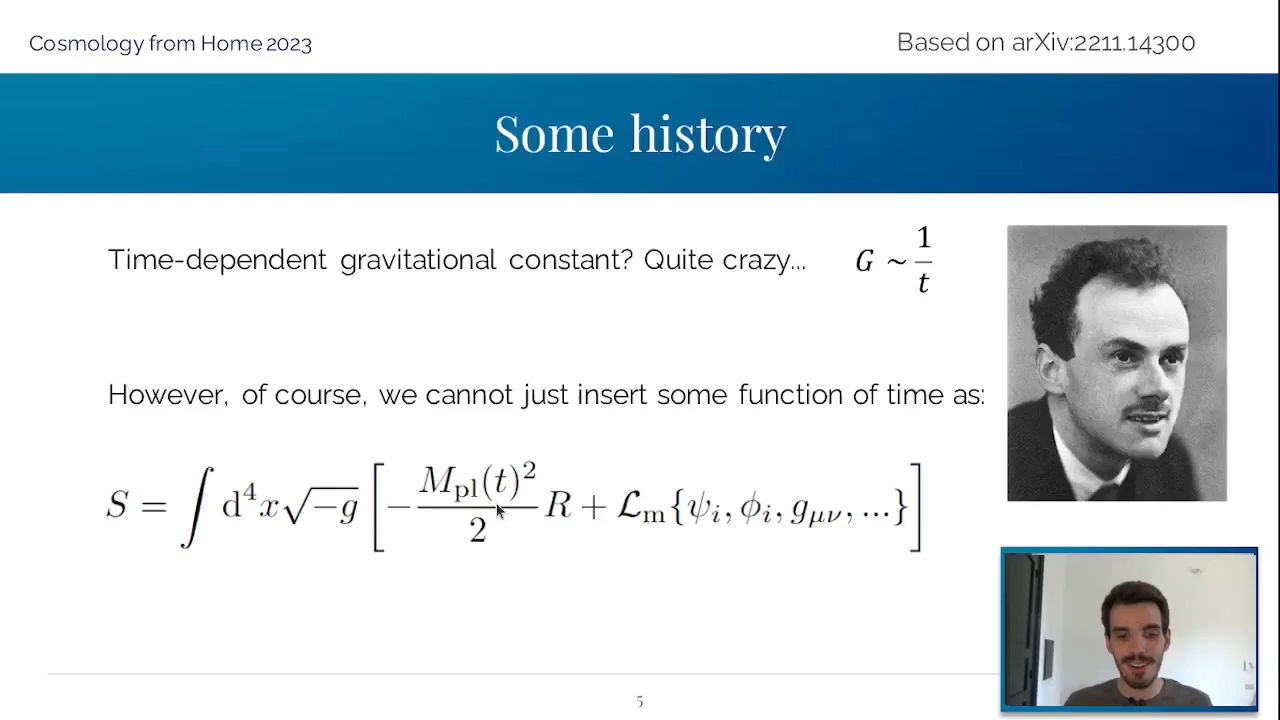 Cosmology from Home 2023
Based on arXiv:2211.14300
Some history
Time-dependent gravitational constant? Quite crazy... G ~ 1/t
However, of course, we cannot just insert some function of time as:
S = ∫ d⁴x√−g [ − M_pl(t)²/2 R + ℒ_m{ψ_i, ϕ_i, g_μν, ...} ]
5